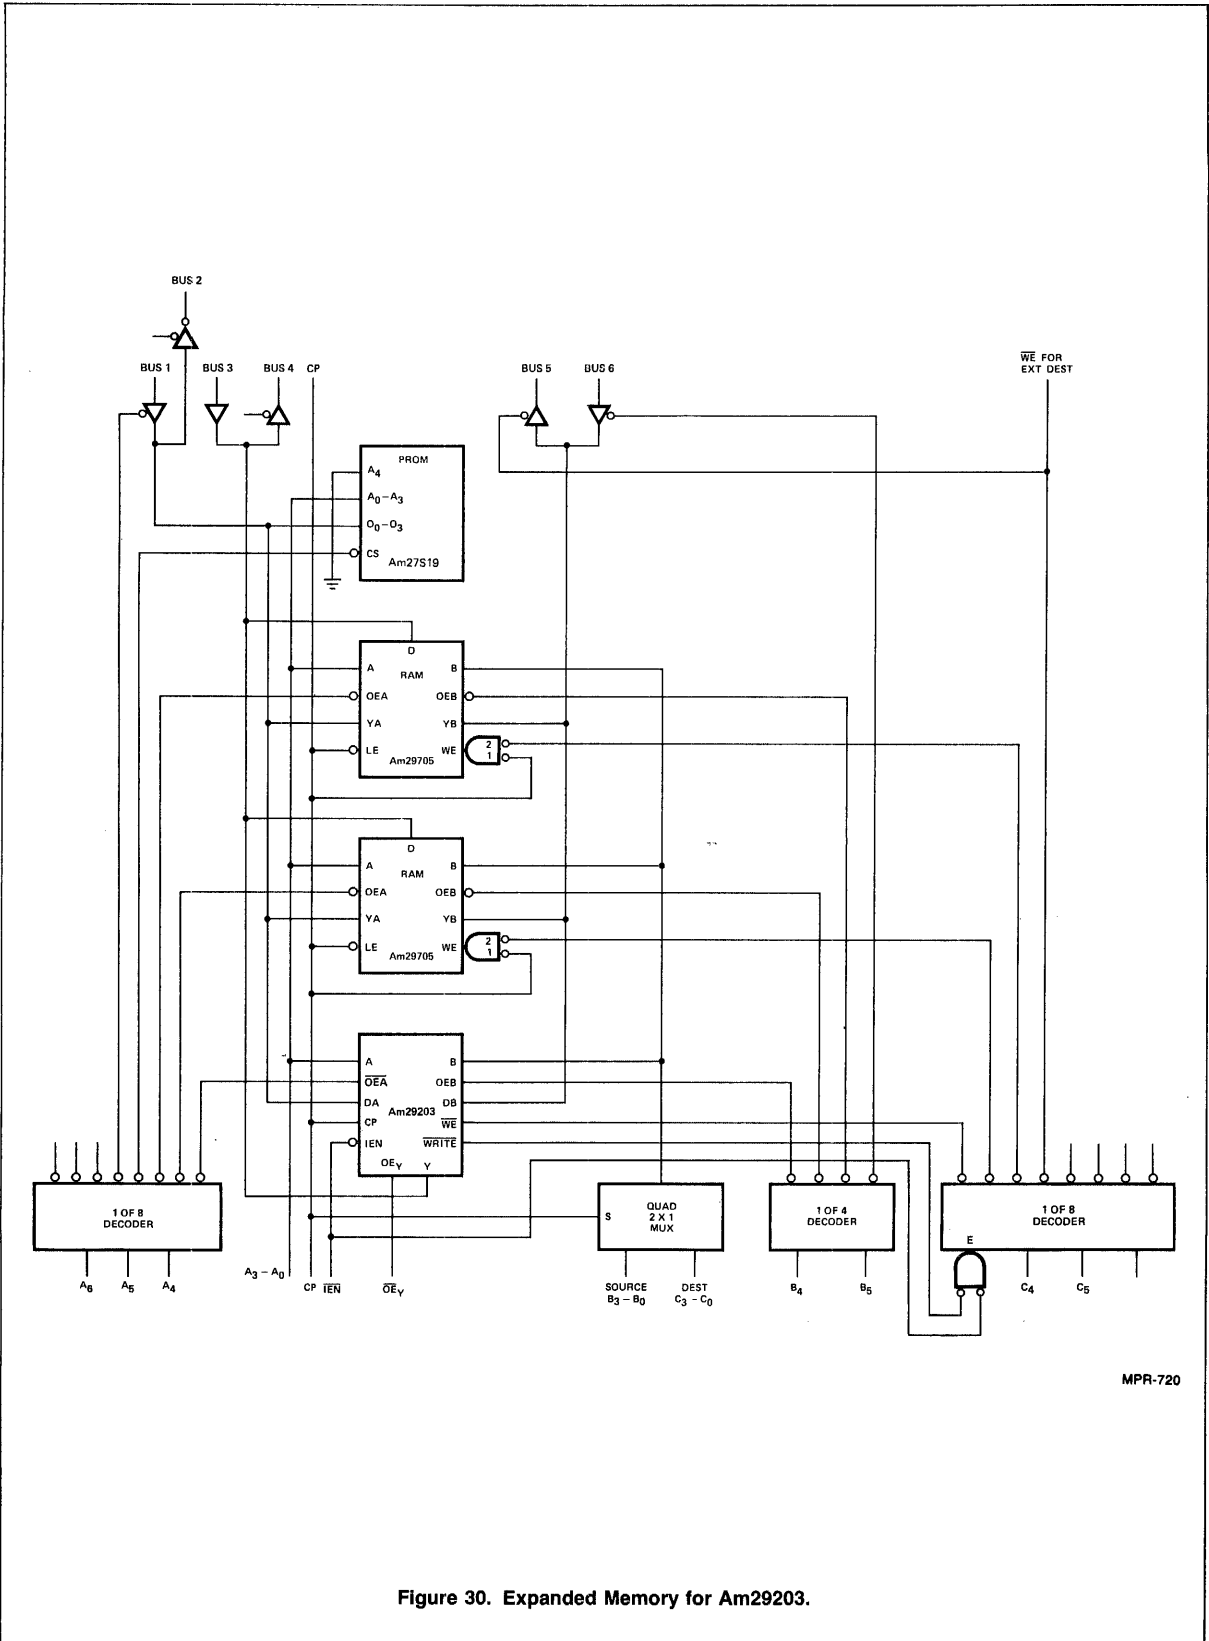 BUS 2
BUS 1
BUS 3
BUS 4
CP
BUS 5
BUS 6
WE FOR
EXT DEST
PROM
A4
A0–A3
O0–O3
CS
Am27S19
D
A
B
RAM
OEA
OEB
YA
YB
LE
WE
2
1
Am29705
D
A
B
RAM
OEA
OEB
YA
YB
LE
WE
2
1
Am29705
A
B
OEA
OEB
DA
DB
Am29203
CP
WE
IEN
WRITE
OEY
Y
1 OF 8
DECODER
S
QUAD
2 X 1
MUX
1 OF 4
DECODER
1 OF 8
DECODER
E
A6
A5
A4
A3 – A0
CP
IEN
OEY
SOURCE
B3 – B0
DEST
C3 – C0
B4
B5
C4
C5
MPR-720
Figure 30. Expanded Memory for Am29203.